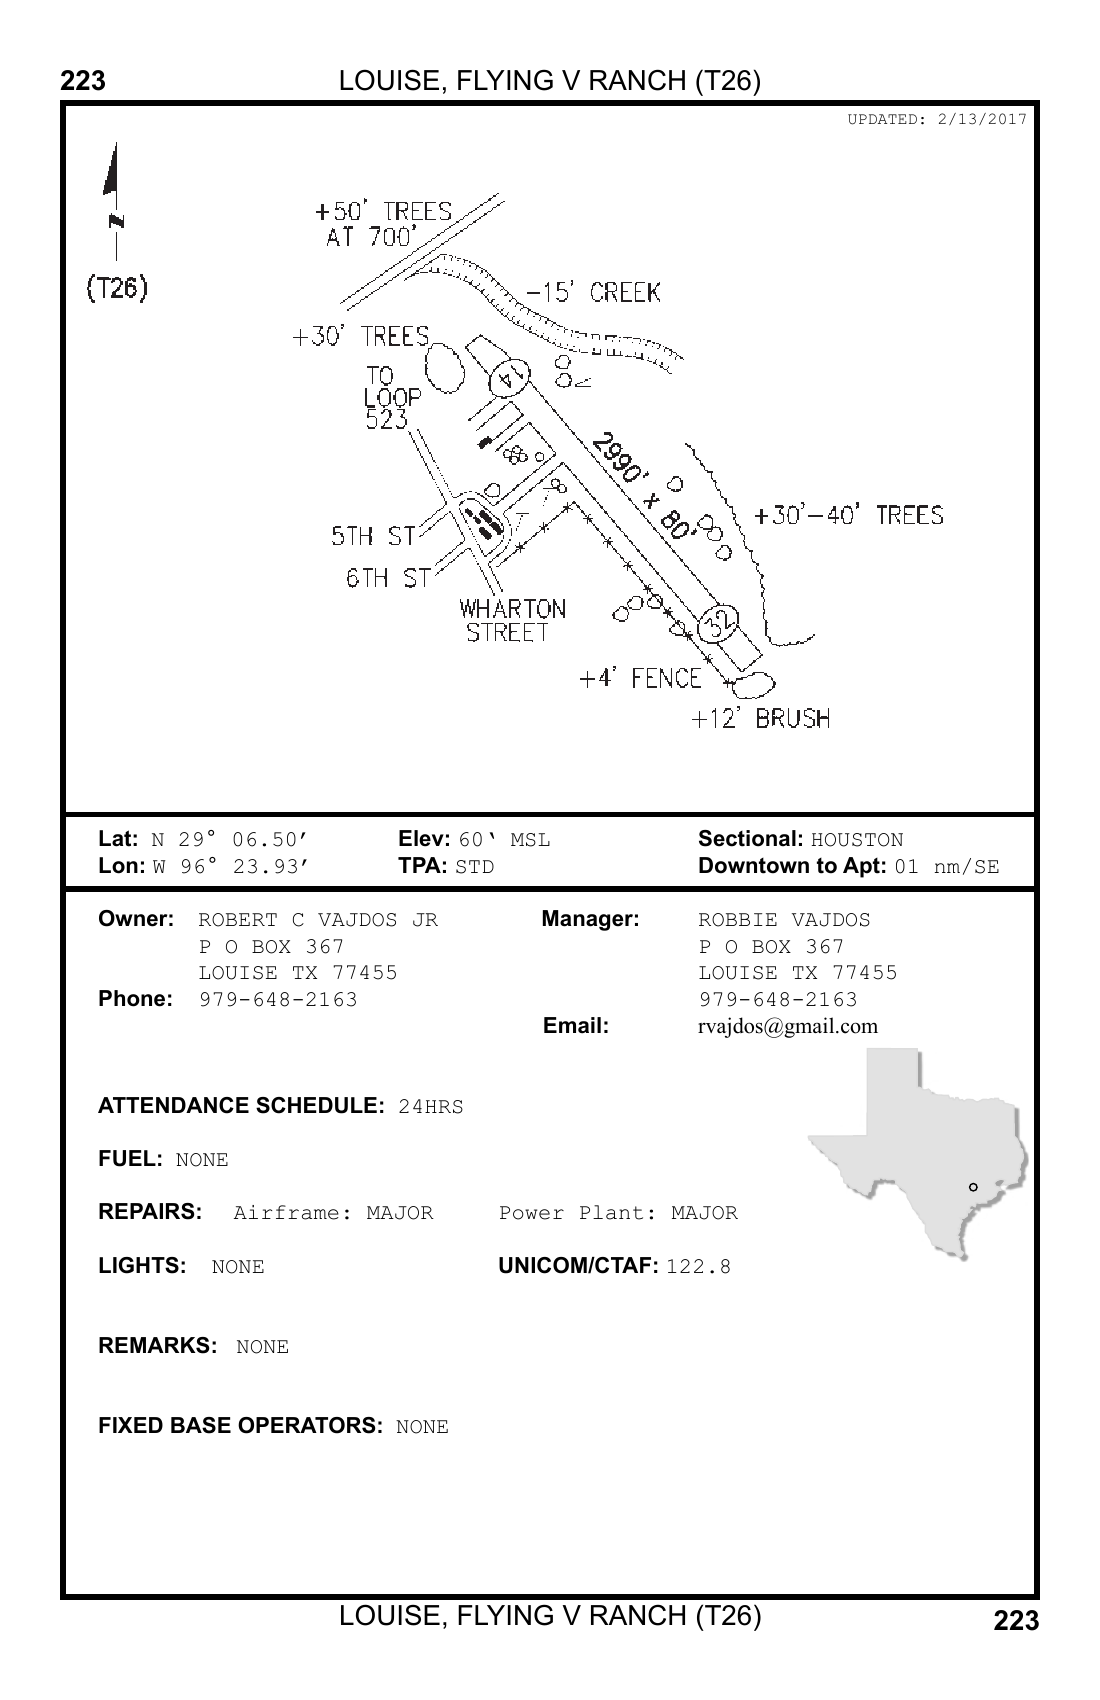 223 LOUISE, FLYING V RANCH (T26)
UPDATED: 2/13/2017
N
(T26)
+50' TREES
AT 700'
-15' CREEK
+30' TREES
TO
LOOP
523
14
2990' x 80'
+30'-40' TREES
5TH ST
6TH ST
WHARTON
STREET
32
+4' FENCE
+12' BRUSH
Lat: N 29° 06.50′ Elev: 60‛ MSL Sectional: HOUSTON
Lon: W 96° 23.93′ TPA: STD Downtown to Apt: 01 nm/SE
Owner: ROBERT C VAJDOS JR Manager: ROBBIE VAJDOS
P O BOX 367 P O BOX 367
LOUISE TX 77455 LOUISE TX 77455
Phone: 979-648-2163 979-648-2163
Email: rvajdos@gmail.com
ATTENDANCE SCHEDULE: 24HRS
FUEL: NONE
REPAIRS: Airframe: MAJOR Power Plant: MAJOR
LIGHTS: NONE UNICOM/CTAF: 122.8
REMARKS: NONE
FIXED BASE OPERATORS: NONE
LOUISE, FLYING V RANCH (T26) 223